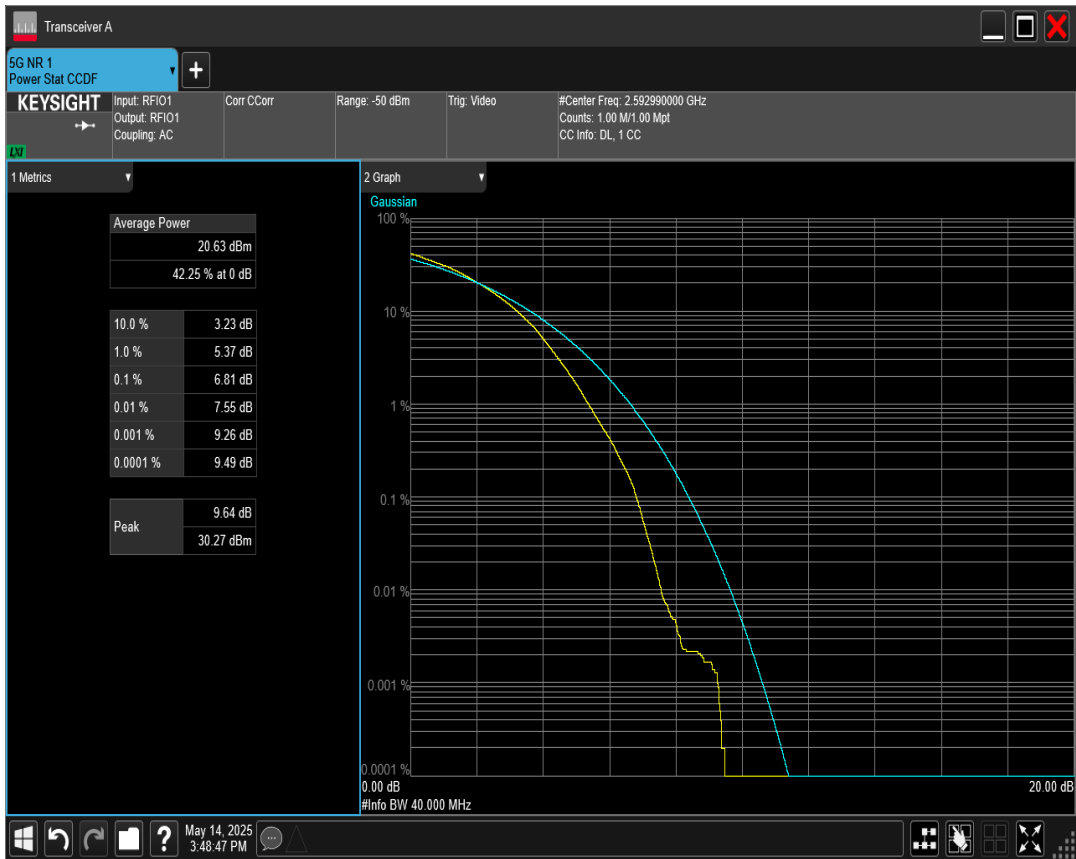 Transceiver A
5G NR 1
Power Stat CCDF
KEYSIGHT
LXI
Input: RFIO1
Output: RFIO1
Coupling: AC
Corr CCorr
Range: -50 dBm
Trig: Video
#Center Freq: 2.592990000 GHz
Counts: 1.00 M/1.00 Mpt
CC Info: DL, 1 CC
1 Metrics
Average Power
20.63 dBm
42.25 % at 0 dB
10.0 % 3.23 dB
1.0 % 5.37 dB
0.1 % 6.81 dB
0.01 % 7.55 dB
0.001 % 9.26 dB
0.0001 % 9.49 dB
Peak
9.64 dB
30.27 dBm
2 Graph
Gaussian
100 %
10 %
1 %
0.1 %
0.01 %
0.001 %
0.0001 %
0.00 dB 20.00 dB
#Info BW 40.000 MHz
May 14, 2025
3:48:47 PM